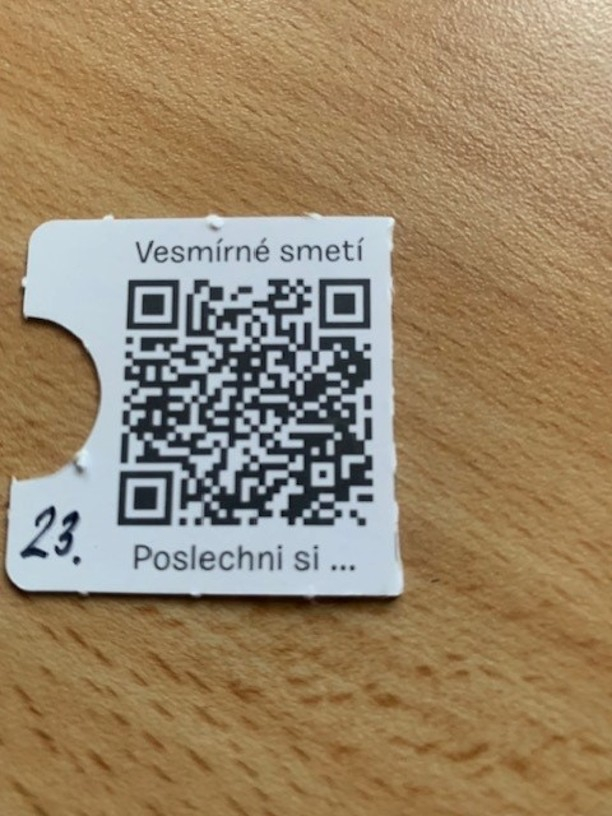 Vesmírné smetí
23.
Poslechni si ...